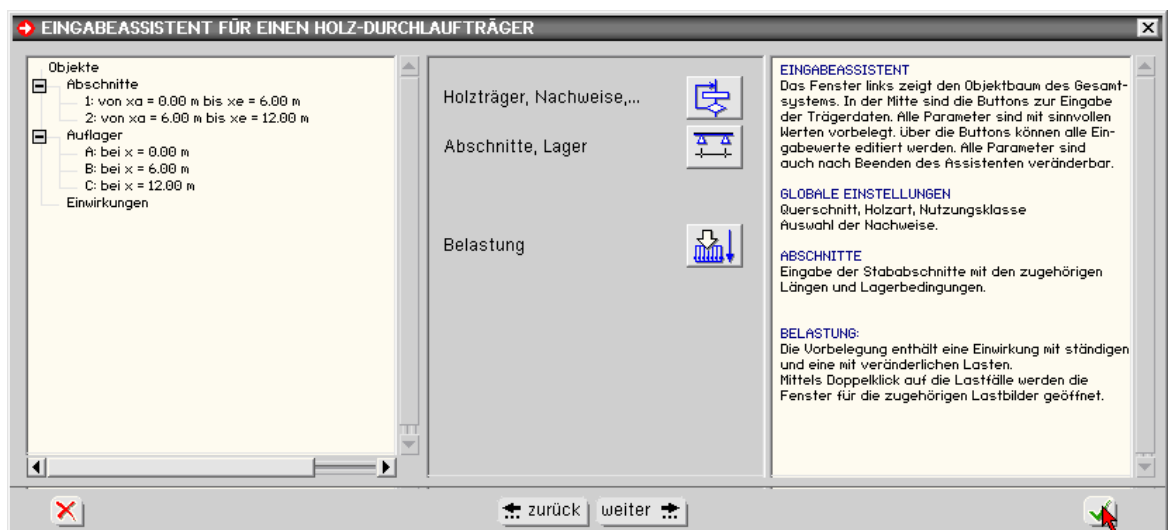 EINGABEASSISTENT FÜR EINEN HOLZ-DURCHLAUFTRÄGER
Objekte
Abschnitte
1: von xa = 0.00 m bis xe = 6.00 m
2: von xa = 6.00 m bis xe = 12.00 m
Auflager
A: bei x = 0.00 m
B: bei x = 6.00 m
C: bei x = 12.00 m
Einwirkungen
Holzträger, Nachweise,...
Abschnitte, Lager
Belastung
EINGABEASSISTENT
Das Fenster links zeigt den Objektbaum des Gesamt-
systems. In der Mitte sind die Buttons zur Eingabe
der Trägerdaten. Alle Parameter sind mit sinnvollen
Werten vorbelegt. über die Buttons können alle Ein-
gabewerte editiert werden. Alle Parameter sind
auch nach Beenden des Assistenten veränderbar.
GLOBALE EINSTELLUNGEN
Querschnitt, Holzart, Nutzungsklasse
Auswahl der Nachweise.
ABSCHNITTE
Eingabe der Stababschnitte mit den zugehörigen
Längen und Lagerbedingungen.
BELASTUNG:
Die Vorbelegung enthält eine Einwirkung mit ständigen
und eine mit veränderlichen Lasten.
Mittels Doppelklick auf die Lastfälle werden die
Fenster für die zugehörigen Lastbilder geöffnet.
zurück
weiter